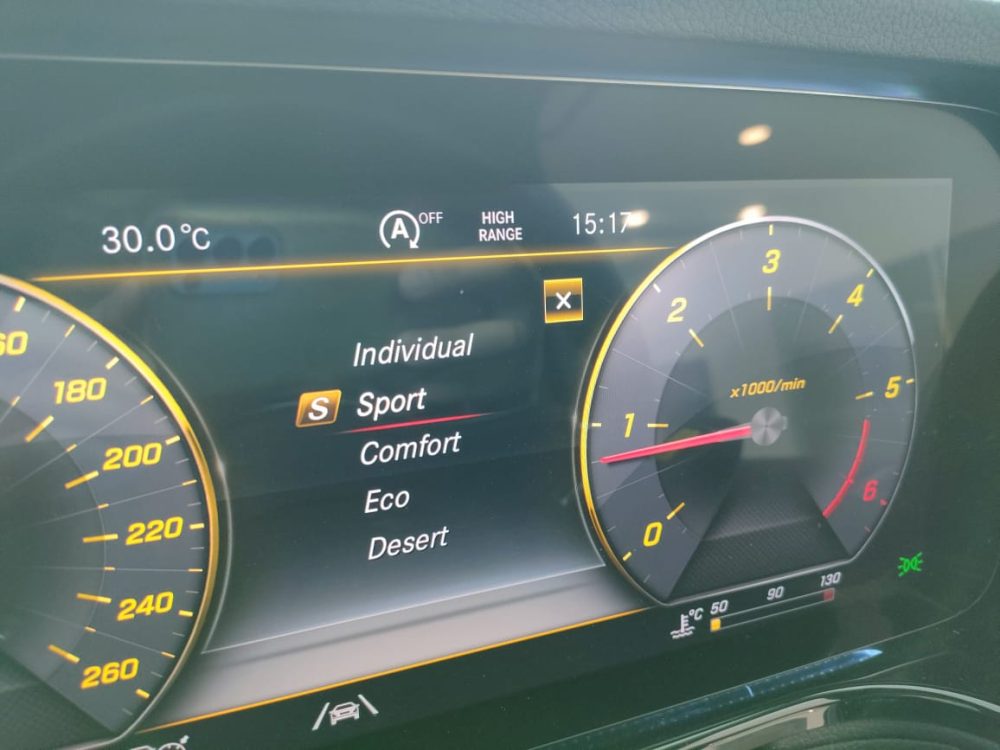 30.0°C
A OFF
HIGH
RANGE
15:17
×
Individual
S Sport
Comfort
Eco
Desert
180
200
220
240
260
0
1
2
3
4
5
6
x1000/min
°C 50 90 130